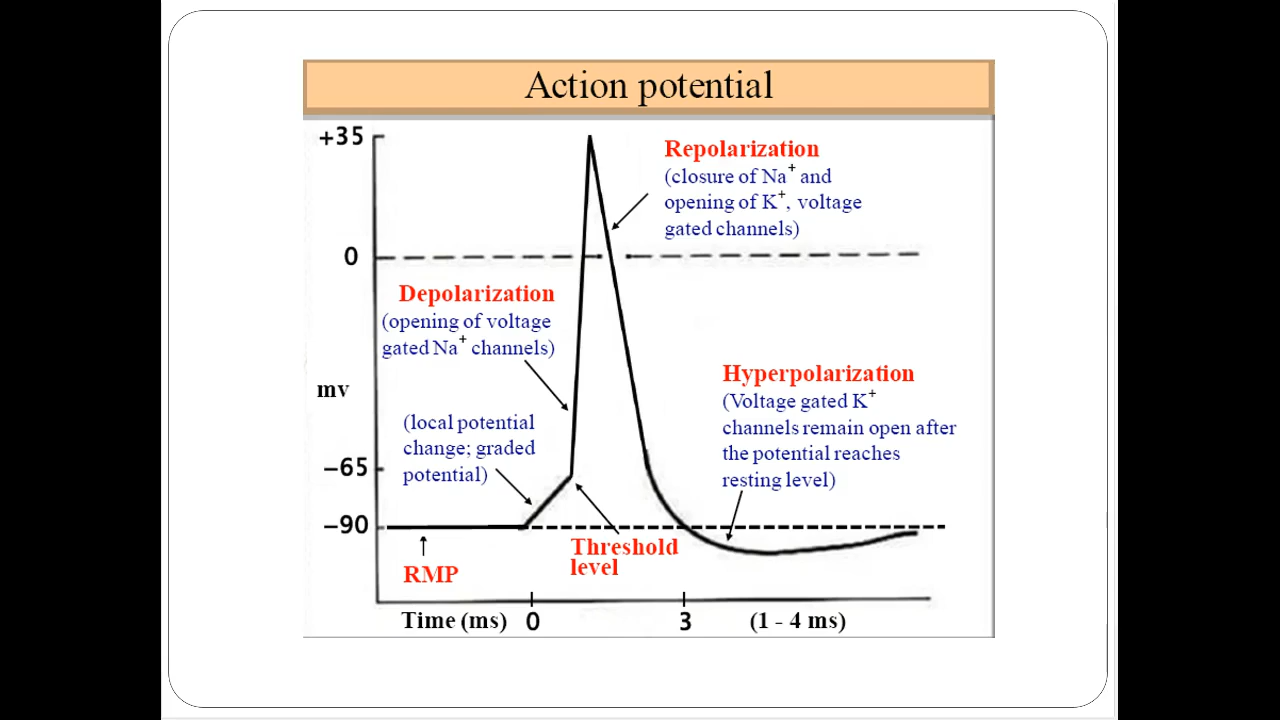 Action potential
+35
Repolarization
(closure of Na+ and
opening of K+, voltage
gated channels)
0
Depolarization
(opening of voltage
gated Na+ channels)
mv
Hyperpolarization
(Voltage gated K+
channels remain open after
the potential reaches
resting level)
(local potential
change; graded
potential)
−65
−90
Threshold
level
RMP
Time (ms) 0 3 (1 - 4 ms)